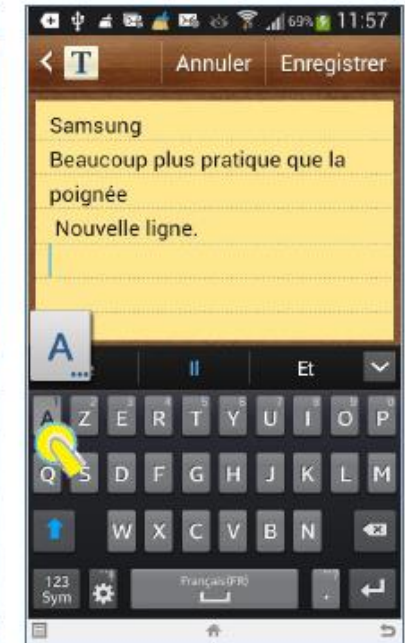 69% 11:57
T Annuler Enregistrer
Samsung
Beaucoup plus pratique que la
poignée
Nouvelle ligne.
A...
Il Et
A Z E R T Y U I O P
Q S D F G H J K L M
W X C V B N
123 Français(FR) .
Sym